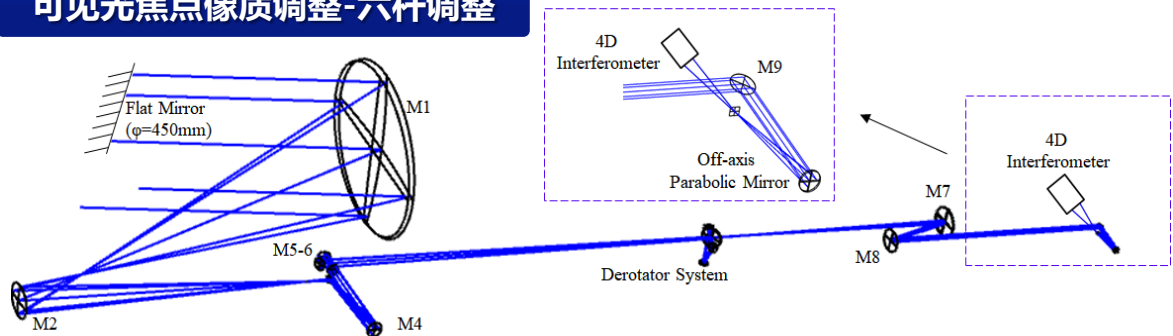 可见光焦点像质调整-六杆调整
4D
Interferometer
M9
Flat Mirror
(φ=450mm)
M1
Off-axis
Parabolic Mirror
4D
Interferometer
M7
M5-6
M8
Derotator System
M2
M4